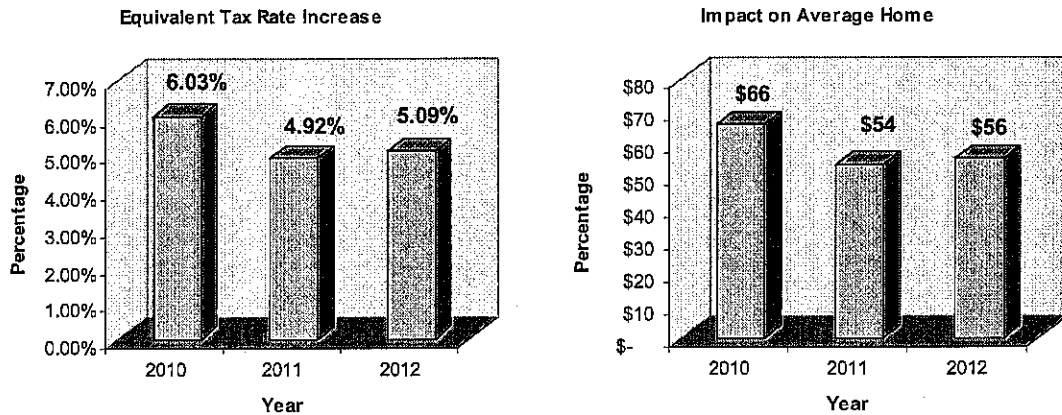 Equivalent Tax Rate Increase
7.00%
6.00%
5.00%
4.00%
3.00%
2.00%
1.00%
0.00%
Percentage
6.03%
4.92%
5.09%
2010 2011 2012
Year
Impact on Average Home
$80
$70
$60
$50
$40
$30
$20
$10
$-
Percentage
$66
$54
$56
2010 2011 2012
Year